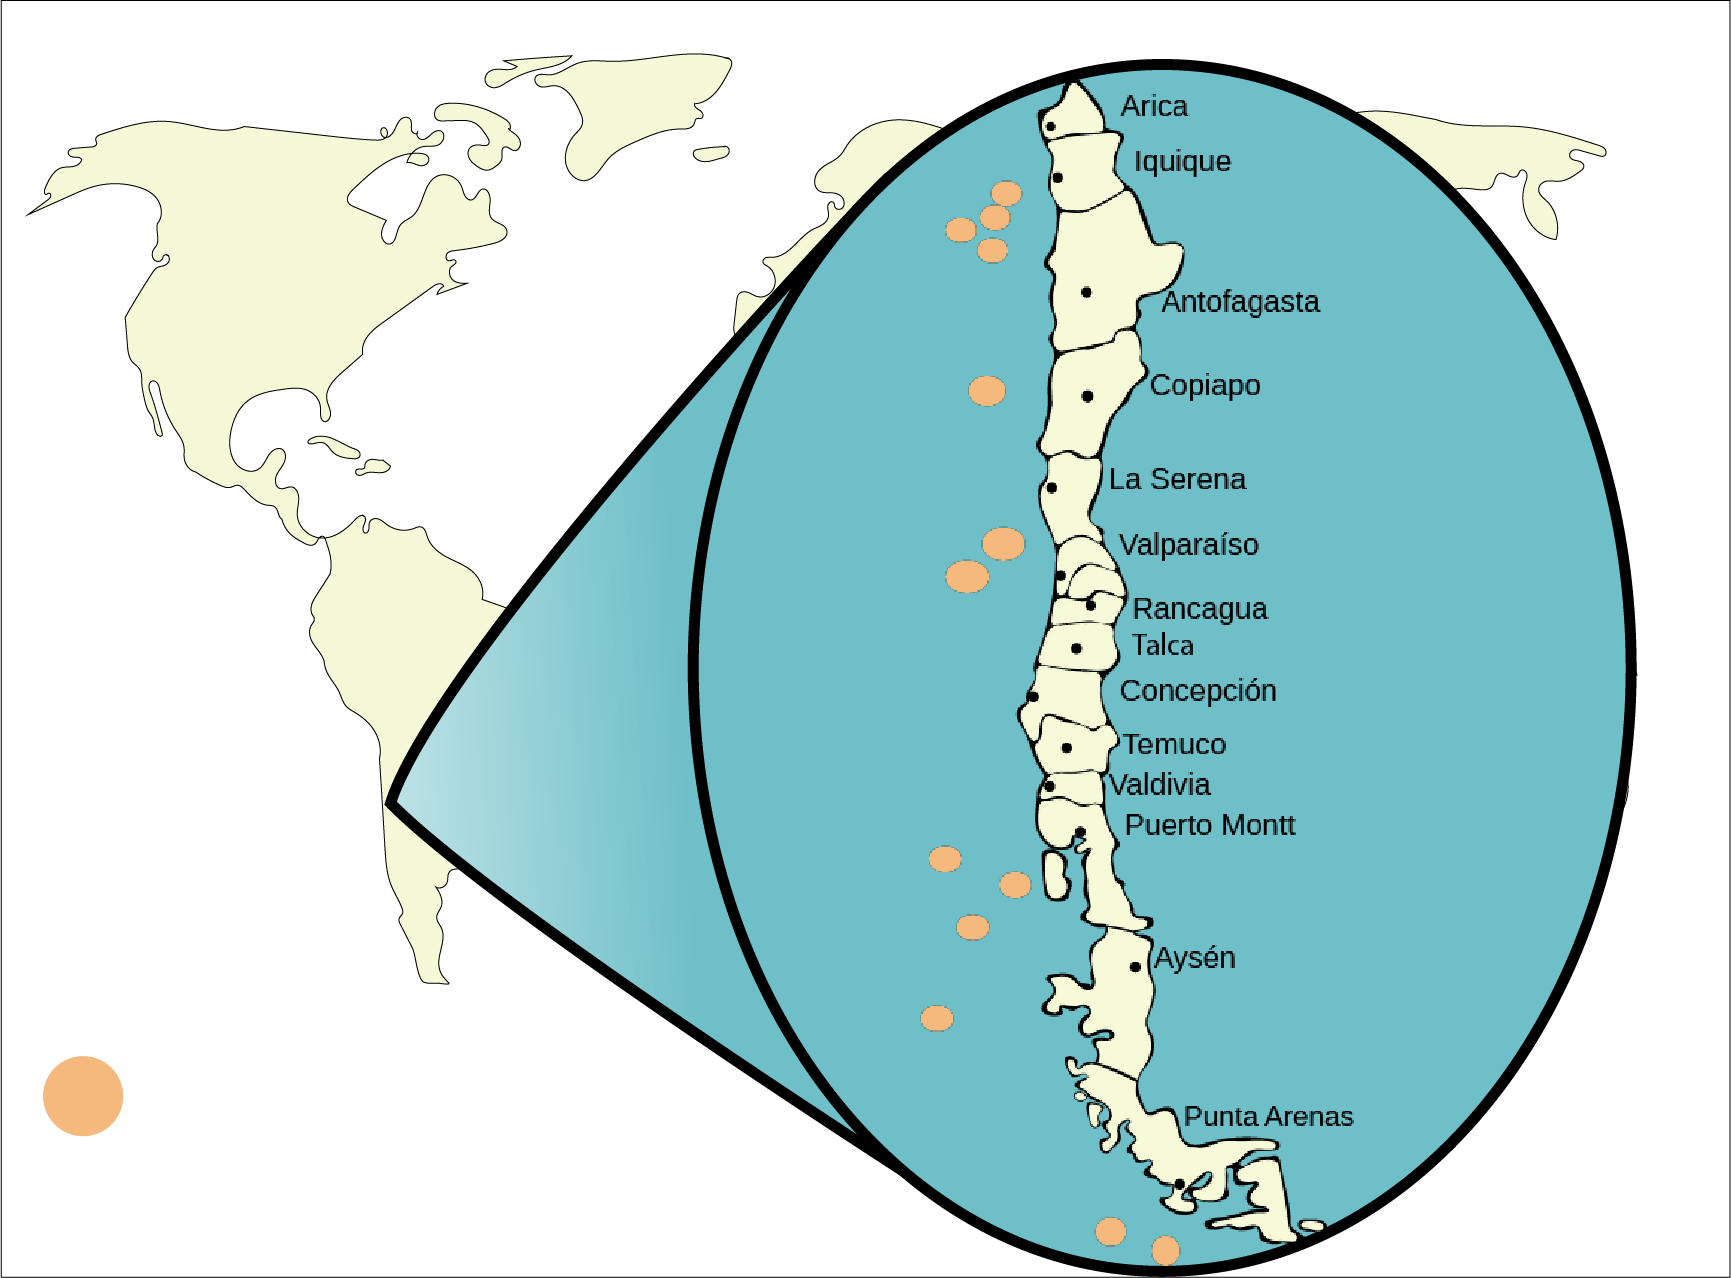 Arica
Iquique
Antofagasta
Copiapo
La Serena
Valparaíso
Rancagua
Talca
Concepción
Temuco
Valdivia
Puerto Montt
Aysén
Punta Arenas